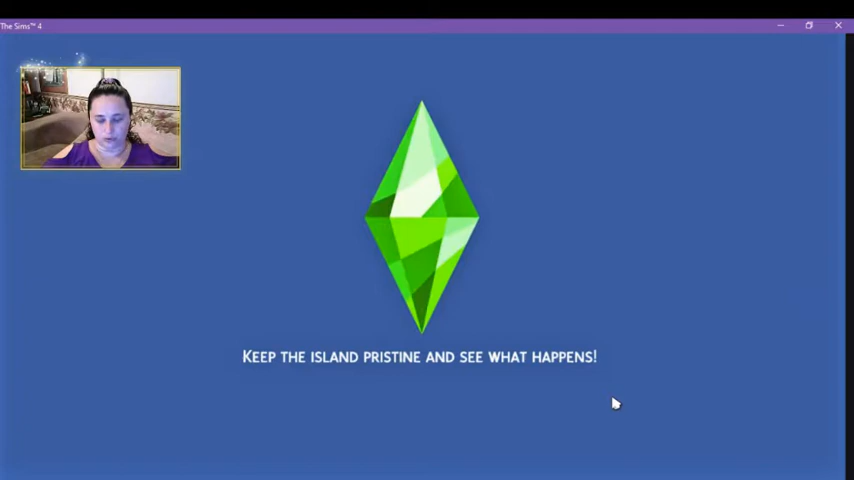 The Sims™ 4
KEEP THE ISLAND PRISTINE AND SEE WHAT HAPPENS!